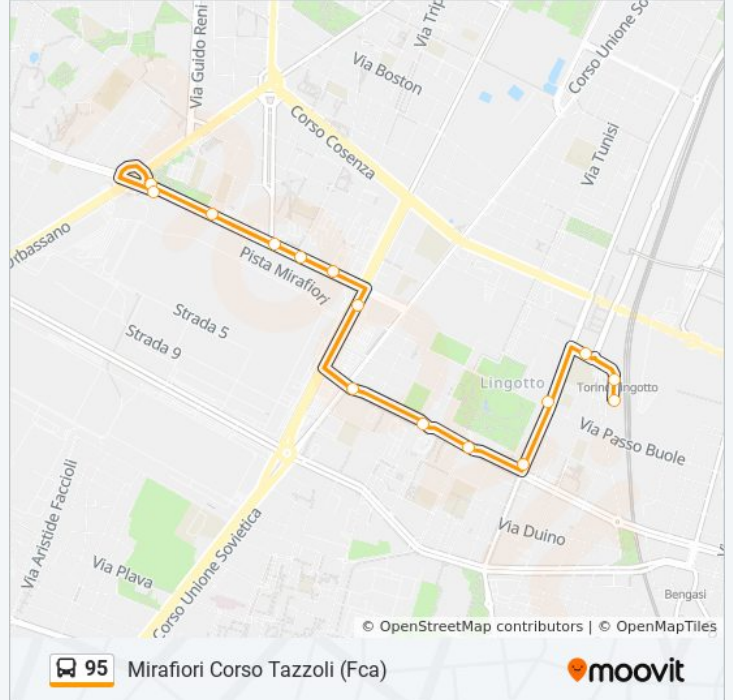 Via Guido Reni
Via Trip
Corso Unione So
Via Boston
Corso Cosenza
Via Tunisi
Orbassano
Pista Mirafiori
Strada 5
Strada 9
Lingotto
Torino Lingotto
Via Passo Buole
Via Aristide Faccioli
Via Duino
Via Plava
Corso Unione Sovietica
Bengasi
© OpenStreetMap contributors | © OpenMapTiles
95 Mirafiori Corso Tazzoli (Fca)
moovit